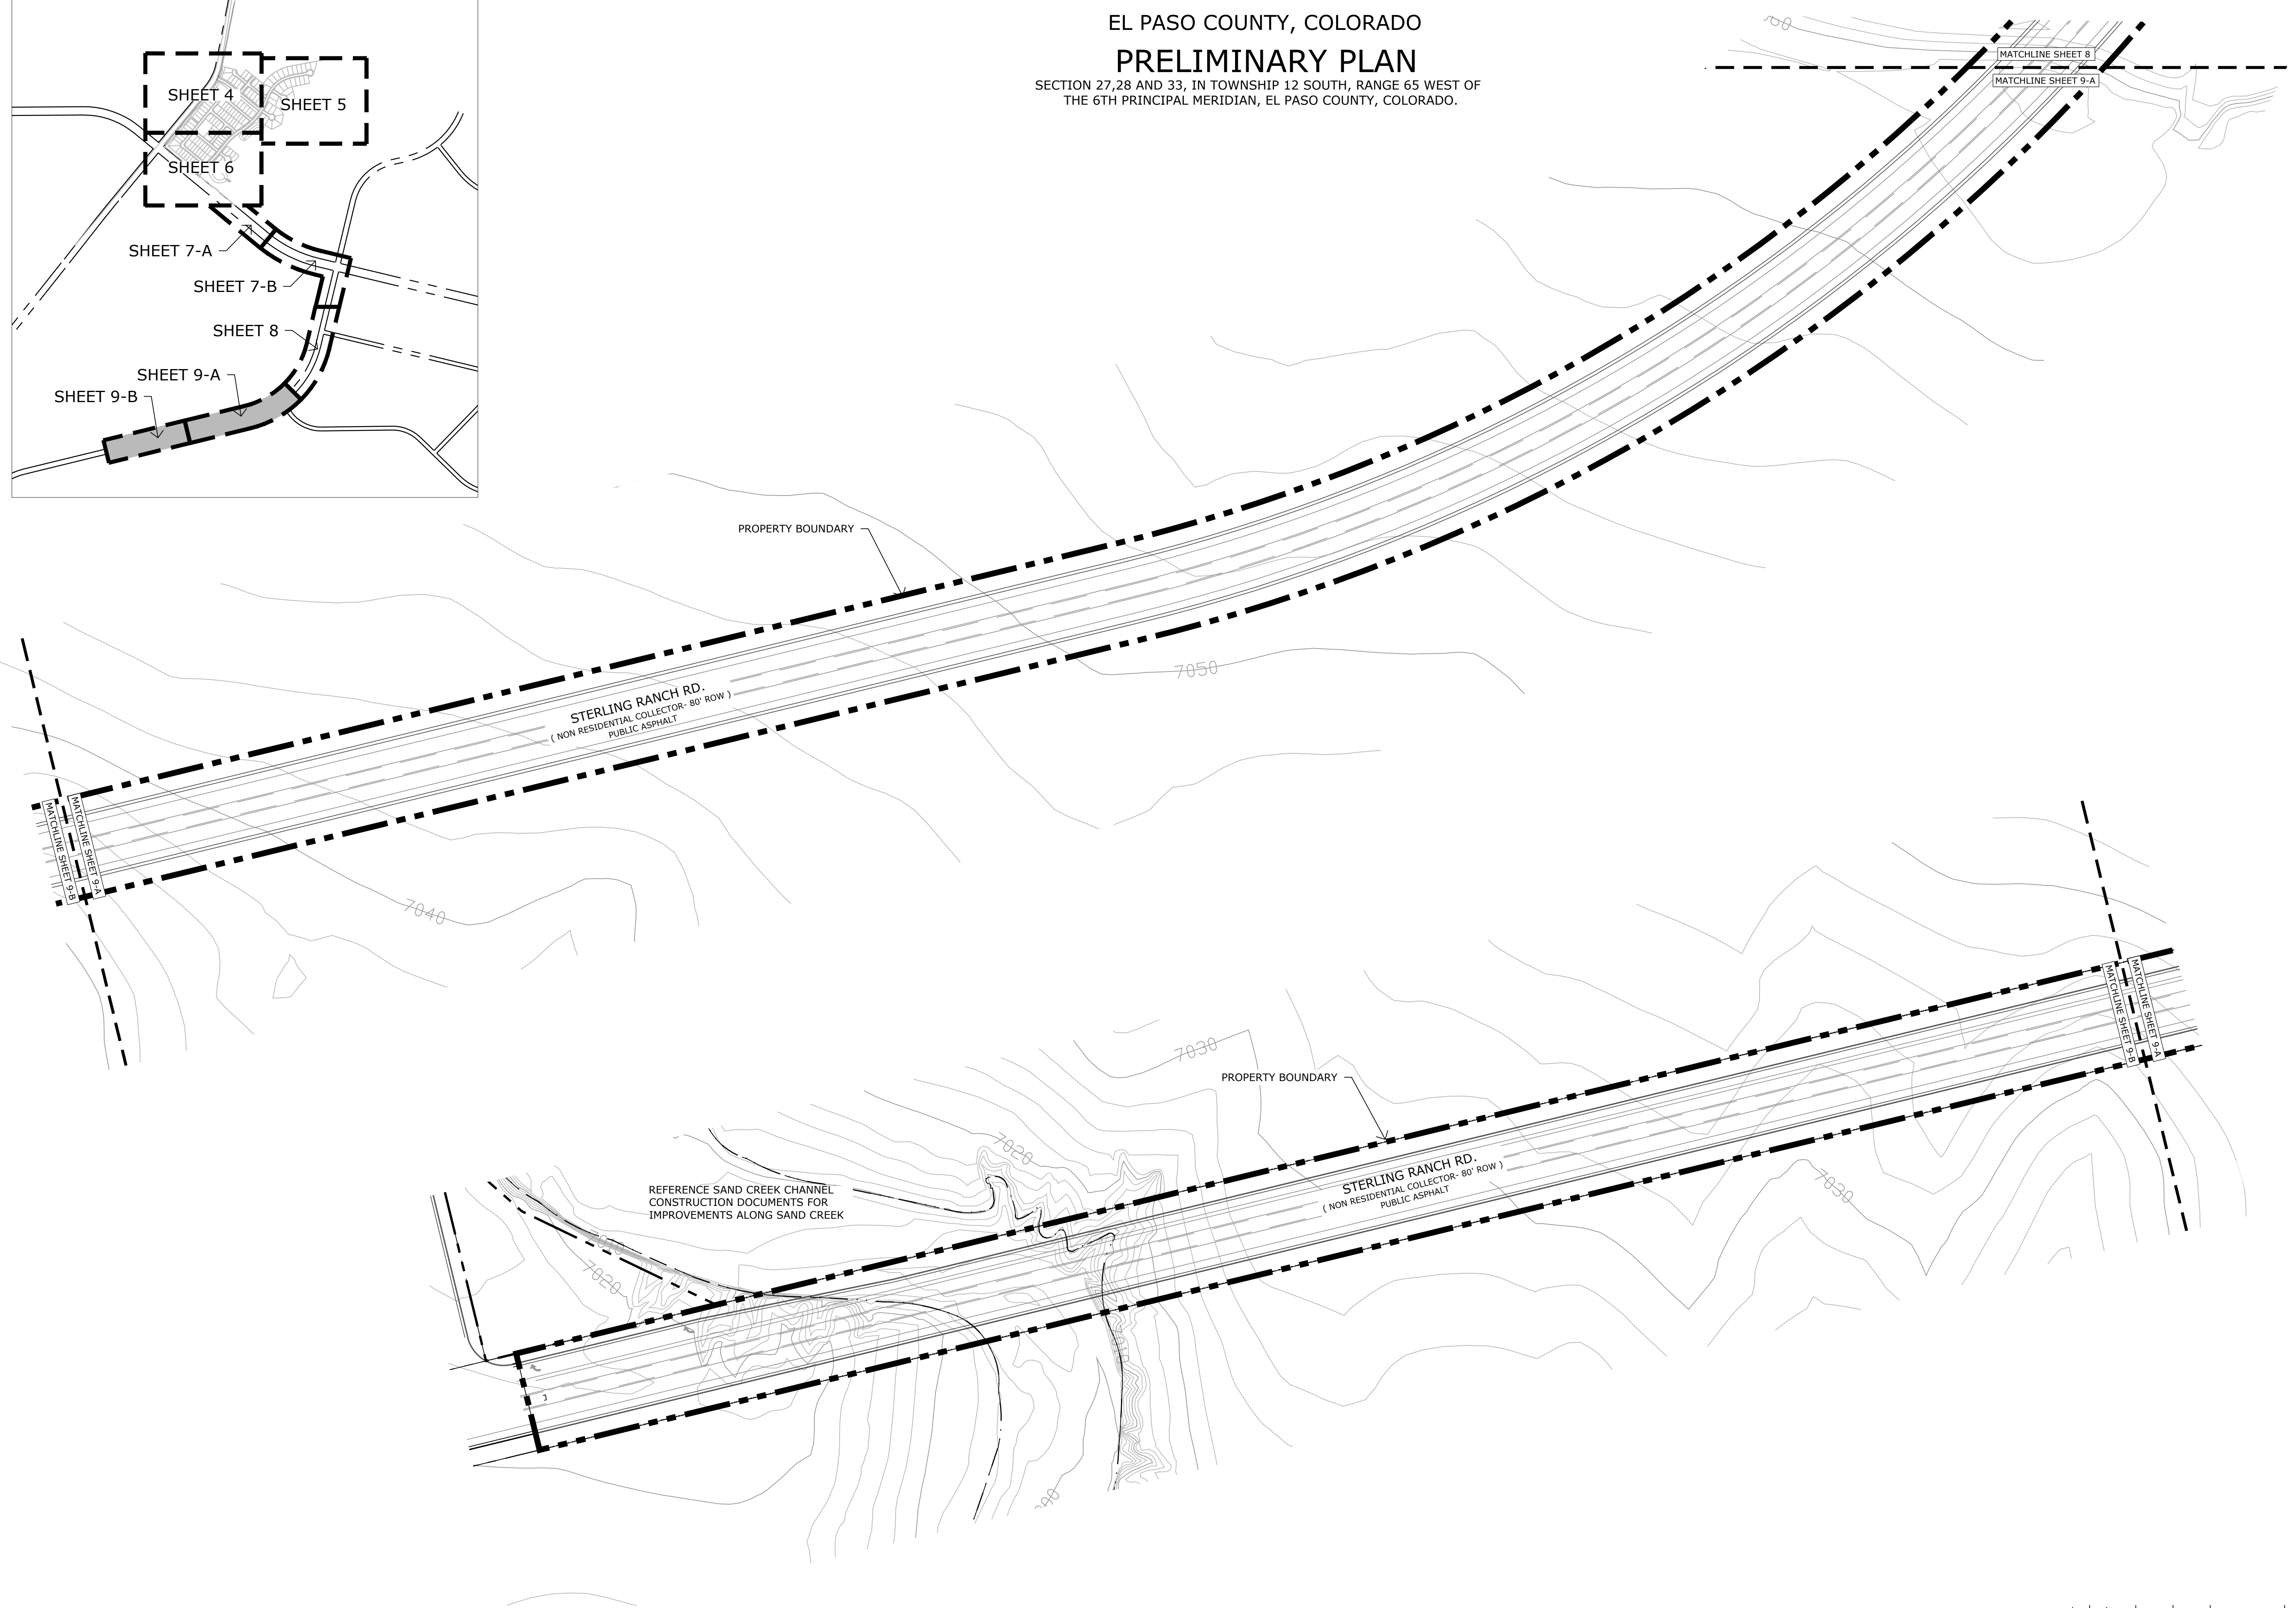 EL PASO COUNTY, COLORADO
PRELIMINARY PLAN
SECTION 27,28 AND 33, IN TOWNSHIP 12 SOUTH, RANGE 65 WEST OF
THE 6TH PRINCIPAL MERIDIAN, EL PASO COUNTY, COLORADO.
SHEET 4
SHEET 5
SHEET 6
SHEET 7-A
SHEET 7-B
SHEET 8
SHEET 9-A
SHEET 9-B
MATCHLINE SHEET 8
MATCHLINE SHEET 9-A
PROPERTY BOUNDARY
7050
STERLING RANCH RD.
( NON RESIDENTIAL COLLECTOR- 80' ROW )
PUBLIC ASPHALT
MATCHLINE SHEET 9-B
MATCHLINE SHEET 9-A
7040
MATCHLINE SHEET 9-B
MATCHLINE SHEET 9-A
7030
PROPERTY BOUNDARY
7020
STERLING RANCH RD.
( NON RESIDENTIAL COLLECTOR- 80' ROW )
PUBLIC ASPHALT
7030
REFERENCE SAND CREEK CHANNEL
CONSTRUCTION DOCUMENTS FOR
IMPROVEMENTS ALONG SAND CREEK
7020